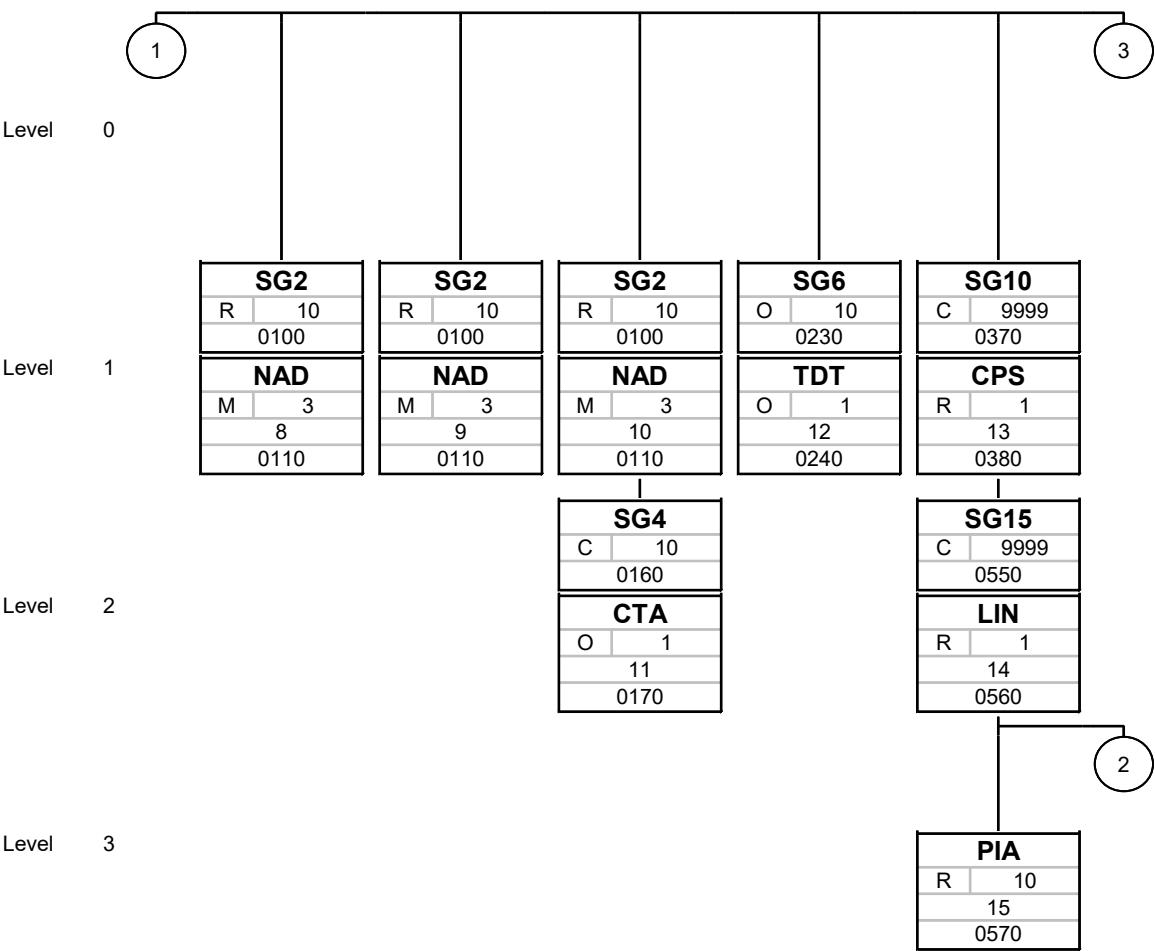 1
3
Level 0
SG2 SG2 SG2 SG6 SG10
R 10 R 10 R 10 O 10 C 9999
0100 0100 0100 0230 0370
Level 1
NAD NAD NAD TDT CPS
M 3 M 3 M 3 O 1 R 1
8 9 10 12 13
0110 0110 0110 0240 0380
SG4 SG15
C 10 C 9999
0160 0550
Level 2
CTA LIN
O 1 R 1
11 14
0170 0560
2
Level 3
PIA
R 10
15
0570